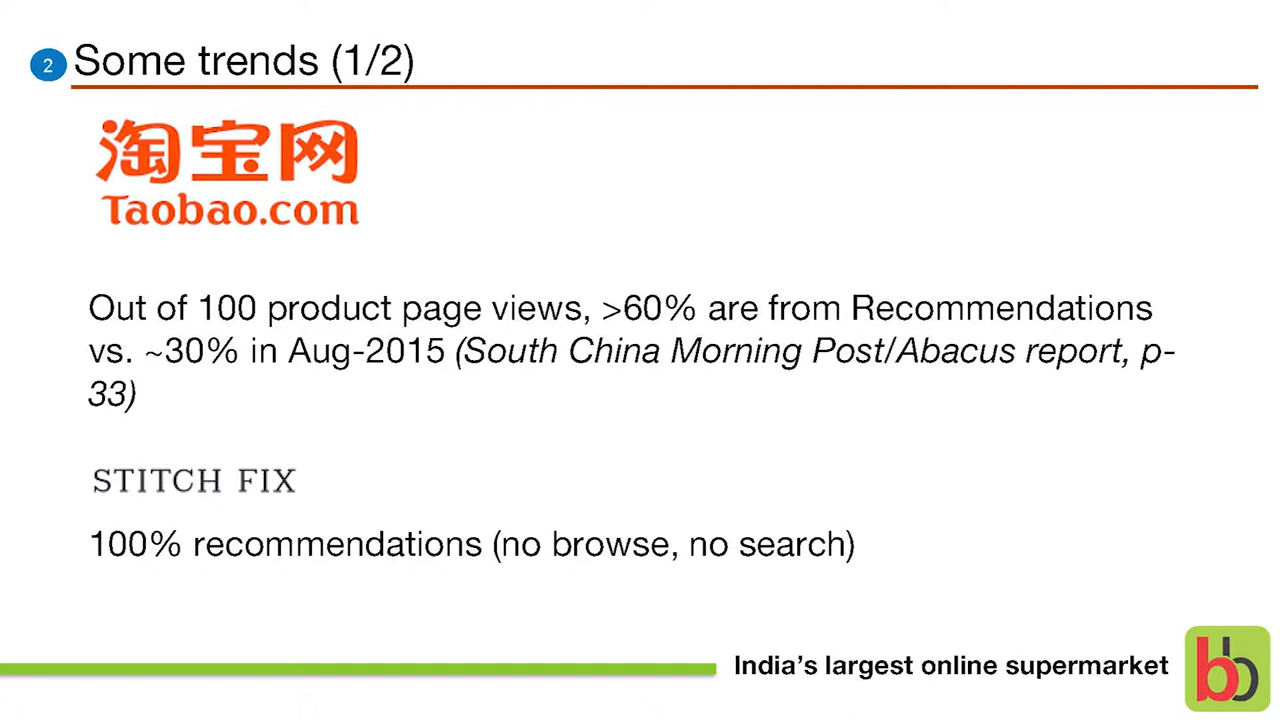 2 Some trends (1/2)
淘宝网
Taobao.com
Out of 100 product page views, >60% are from Recommendations
vs. ~30% in Aug-2015 (South China Morning Post/Abacus report, p-
33)
STITCH FIX
100% recommendations (no browse, no search)
India's largest online supermarket
bb